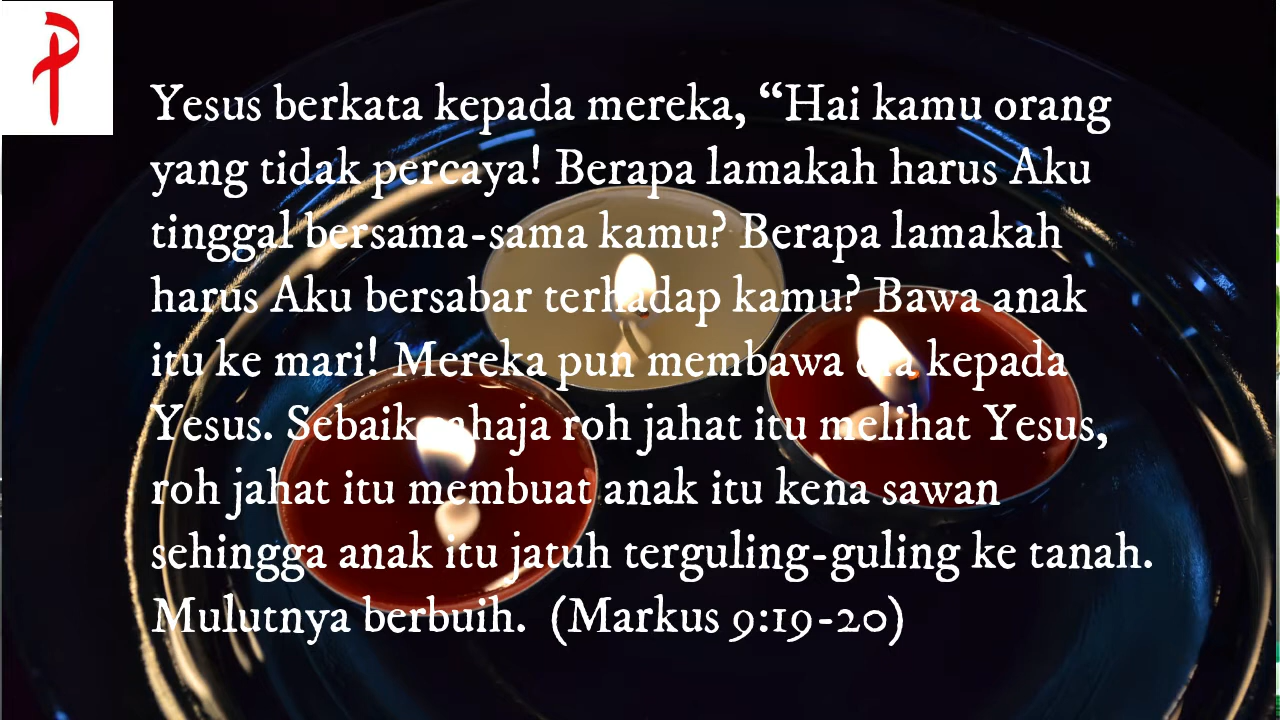 Yesus berkata kepada mereka, “Hai kamu orang
yang tidak percaya! Berapa lamakah harus Aku
tinggal bersama-sama kamu? Berapa lamakah
harus Aku bersabar terhadap kamu? Bawa anak
itu ke mari! Mereka pun membawa dia kepada
Yesus. Sebaik sahaja roh jahat itu melihat Yesus,
roh jahat itu membuat anak itu kena sawan
sehingga anak itu jatuh terguling-guling ke tanah.
Mulutnya berbuih. (Markus 9:19-20)